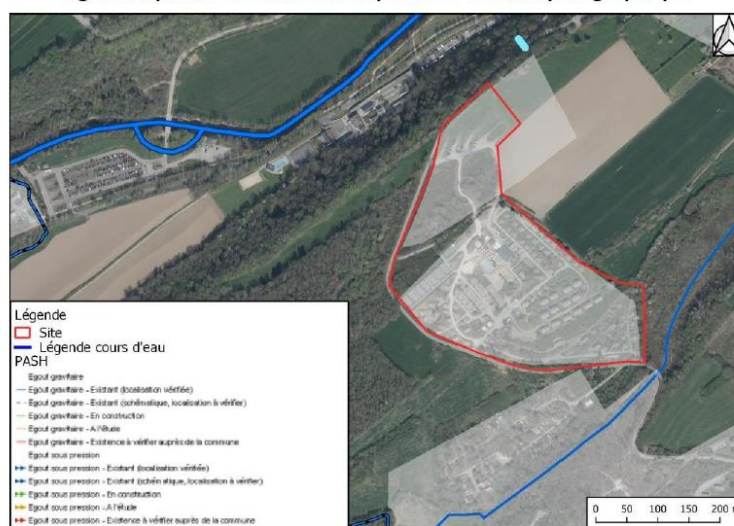 Légende
Site
Légende cours d'eau
PASH
Egout gravitaire
Egout gravitaire - Existant (localisation vérifiée)
Egout gravitaire - Existant (schématique, localisation à vérifier)
Egout gravitaire - En construction
Egout gravitaire - A l'étude
Egout gravitaire - Existence à vérifier auprès de la commune
Egout sous pression
Egout sous pression - Existant (localisation vérifiée)
Egout sous pression - Existant (schématique, localisation à vérifier)
Egout sous pression - En construction
Egout sous pression - A l'étude
Egout sous pression - Existence à vérifier auprès de la commune
0 50 100 150 200 m